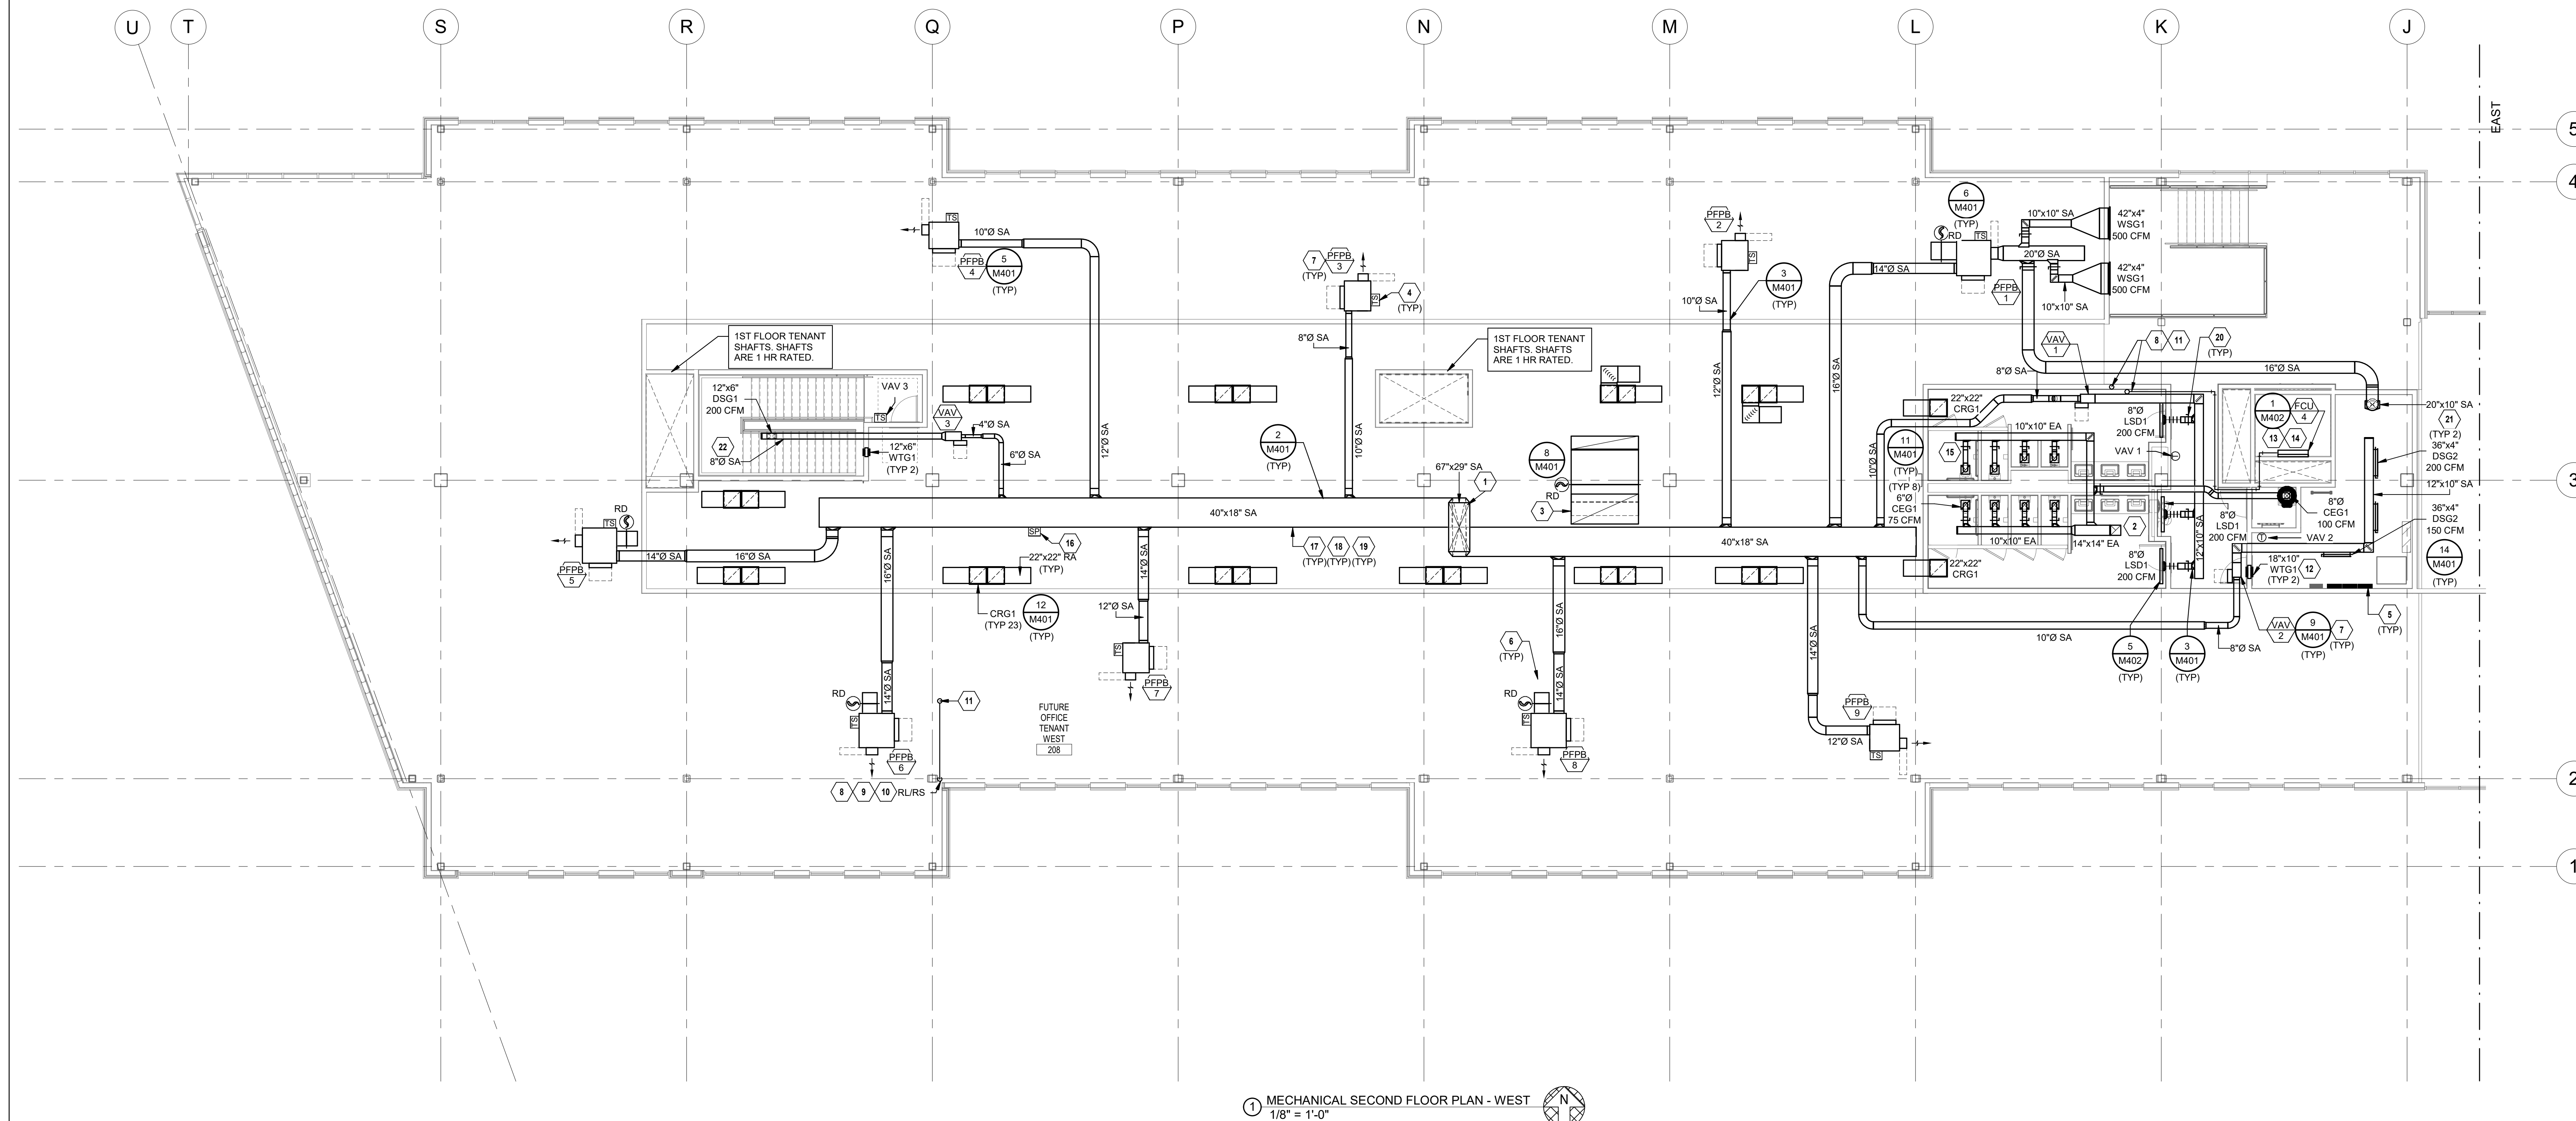 U
T
S
R
Q
P
N
M
L
K
J
EAST
5
4
3
2
1
10"Ø SA
TS
PFPB
4
5
M401
(TYP)
12"Ø SA
7
(TYP)
PFPB
3
TS
4
(TYP)
8"Ø SA
10"Ø SA
PFPB
2
TS
10"Ø SA
3
M401
(TYP)
12"Ø SA
6
M401
(TYP)
RD
TS
14"Ø SA
16"Ø SA
PFPB
1
20"Ø SA
10"x10" SA
42"x4"
WSG1
500 CFM
42"x4"
WSG1
500 CFM
10"x10" SA
16"Ø SA
20"x10" SA
1ST FLOOR TENANT
SHAFTS. SHAFTS
ARE 1 HR RATED.
1ST FLOOR TENANT
SHAFTS. SHAFTS
ARE 1 HR RATED.
12"x6"
DSG1
200 CFM
VAV 3
TS
VAV
3
4"Ø SA
6"Ø SA
22
8"Ø SA
12"x6"
WTG1
(TYP 2)
2
M401
(TYP)
67"x29" SA
1
8
M401
RD
3
VAV
1
8
11
20
(TYP)
8"Ø SA
10"Ø SA
22"x22"
CRG1
10"x10" EA
15
11
M401
(TYP)
(TYP 8)
6"Ø
CEG1
75 CFM
8"Ø
LSD1
200 CFM
VAV 1
1
M402
FCU
4
13
14
21
(TYP 2)
36"x4"
DSG2
200 CFM
12"x10" SA
36"x4"
DSG2
150 CFM
14
M401
(TYP)
8"Ø
CEG1
100 CFM
8"Ø
LSD1
200 CFM
T
VAV 2
2
10"x10" EA
14"x14" EA
12"x10" SA
22"x22"
CRG1
8"Ø
LSD1
200 CFM
18"x10"
WTG1
(TYP 2)
12
5
(TYP)
40"x18" SA
40"x18" SA
RD
TS
14"Ø SA
16"Ø SA
PFPB
5
16"Ø SA
14"Ø SA
SP
16
22"x22" RA
(TYP)
CRG1
(TYP 23)
12
M401
(TYP)
14"Ø SA
12"Ø SA
TS
PFPB
7
17
18
19
(TYP)
(TYP)
(TYP)
RD
TS
PFPB
6
11
8
9
10
RL/RS
FUTURE
OFFICE
TENANT
WEST
208
6
(TYP)
RD
TS
16"Ø SA
14"Ø SA
PFPB
8
14"Ø SA
12"Ø SA
PFPB
9
TS
10"Ø SA
8"Ø SA
5
M402
(TYP)
3
M401
(TYP)
VAV
2
9
M401
(TYP)
7
(TYP)
1
MECHANICAL SECOND FLOOR PLAN - WEST
1/8" = 1'-0"
N